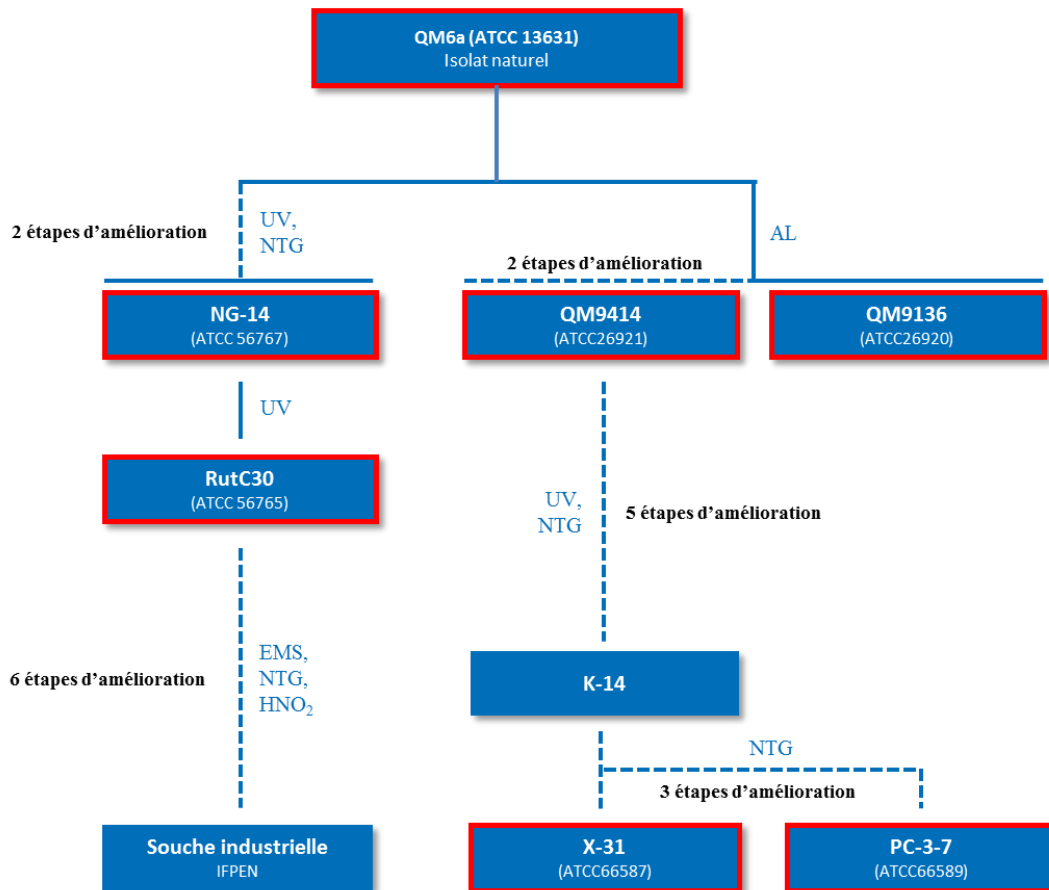 QM6a (ATCC 13631)
Isolat naturel
2 étapes d’amélioration
UV,
NTG
AL
2 étapes d’amélioration
NG-14
(ATCC 56767)
QM9414
(ATCC26921)
QM9136
(ATCC26920)
UV
RutC30
(ATCC 56765)
UV,
NTG
5 étapes d’amélioration
6 étapes d’amélioration
EMS,
NTG,
HNO₂
K-14
NTG
3 étapes d’amélioration
Souche industrielle
IFPEN
X-31
(ATCC66587)
PC-3-7
(ATCC66589)